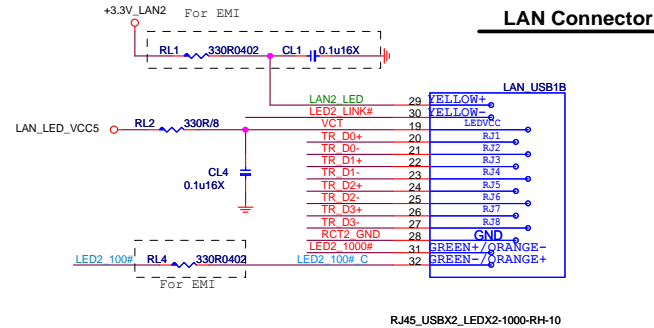 +3.3V_LAN2 For EMI LAN Connector
RL1 330R0402 CL1 0.1u16X
LAN_USB1B
LAN2_LED 29 YELLOW+
LED2_LINK# 30 YELLOW-
LAN_LED_VCC5 RL2 330R/8 VCT 19 LEDVCC
TR_D0+ 20 RJ1
TR_D0- 21 RJ2
TR_D1+ 22 RJ3
CL4 TR_D1- 23 RJ4
0.1u16X TR_D2+ 24 RJ5
TR_D2- 25 RJ6
TR_D3+ 26 RJ7
TR_D3- 27 RJ8
RCT2_GND 28 GND
LED2_1000# 31 GREEN+/ORANGE-
LED2_100# RL4 330R0402 LED2_100#_C 32 GREEN-/ORANGE+
For EMI
RJ45_USBX2_LEDX2-1000-RH-10